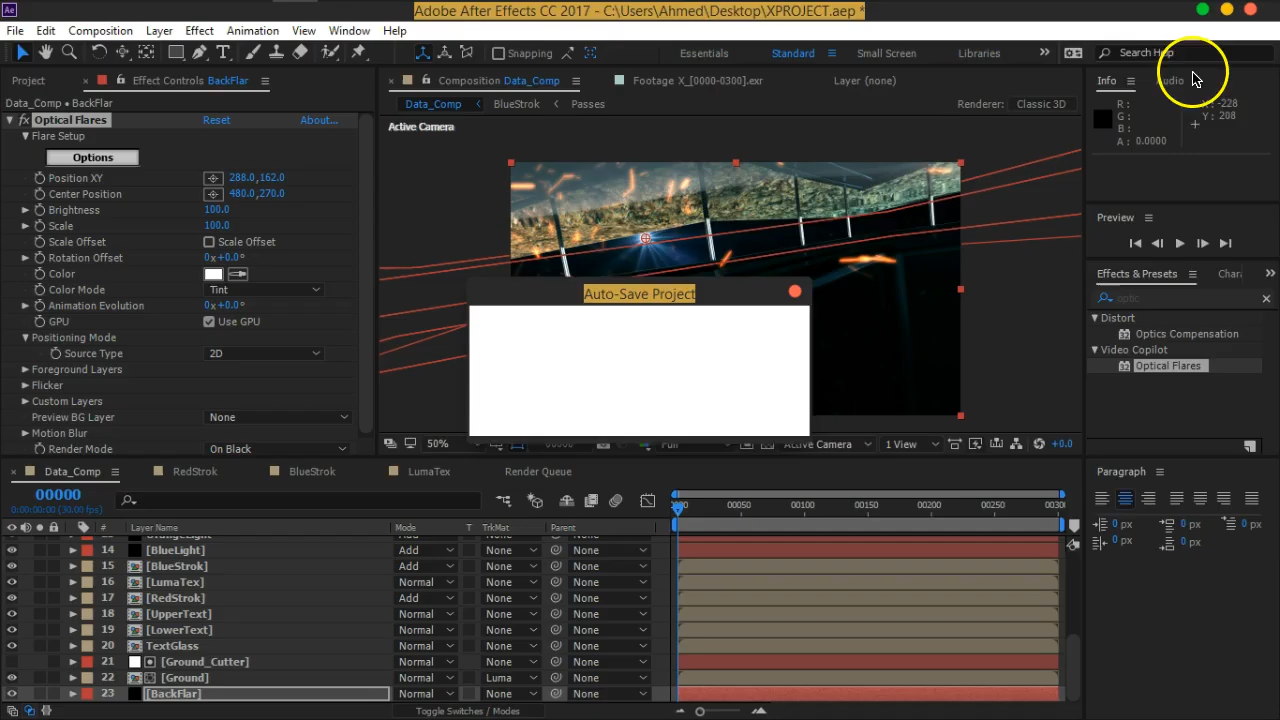 Ae
Adobe After Effects CC 2017 - C:\Users\Ahmed\Desktop\XPROJECT.aep *
File Edit Composition Layer Effect Animation View Window Help
Snapping Essentials Standard Small Screen Libraries Search Help
Project Effect Controls BackFlar Composition Data_Comp Footage X_[0000-0300].exr Layer (none) Info Audio
Data_Comp • BackFlar Data_Comp BlueStrok Passes Renderer: Classic 3D
fx Optical Flares Reset About...
Active Camera
R :
G :
B :
A : 0.0000
-228
Y : 208
Flare Setup
Options
Position XY 288.0,162.0
Center Position 480.0,270.0
Brightness 100.0
Scale 100.0
Scale Offset Scale Offset
Rotation Offset 0x+0.0°
Color
Color Mode Tint
Animation Evolution 0x+0.0°
GPU Use GPU
Positioning Mode
Source Type 2D
Foreground Layers
Flicker
Custom Layers
Preview BG Layer None
Motion Blur
Render Mode On Black
Auto-Save Project
50% Full Active Camera 1 View +0.0
Preview
Effects & Presets Chara
optic
Distort
32 Optics Compensation
Video Copilot
32 Optical Flares
Data_Comp RedStrok BlueStrok LumaTex Render Queue
00000
0:00:00:00 (30.00 fps)
00050 00100 00150 00200 00250 0030
# Layer Name Mode T TrkMat Parent
14 [BlueLight] Add None None
15 [BlueStrok] Add None None
16 [LumaTex] Normal None None
17 [RedStrok] Add None None
18 [UpperText] Normal None None
19 [LowerText] Normal None None
20 TextGlass Normal None None
21 [Ground_Cutter] Normal None None
22 [Ground] Normal Luma None
23 [BackFlar] Normal None None
Toggle Switches / Modes
Paragraph
0 px 0 px 0 px
0 px 0 px